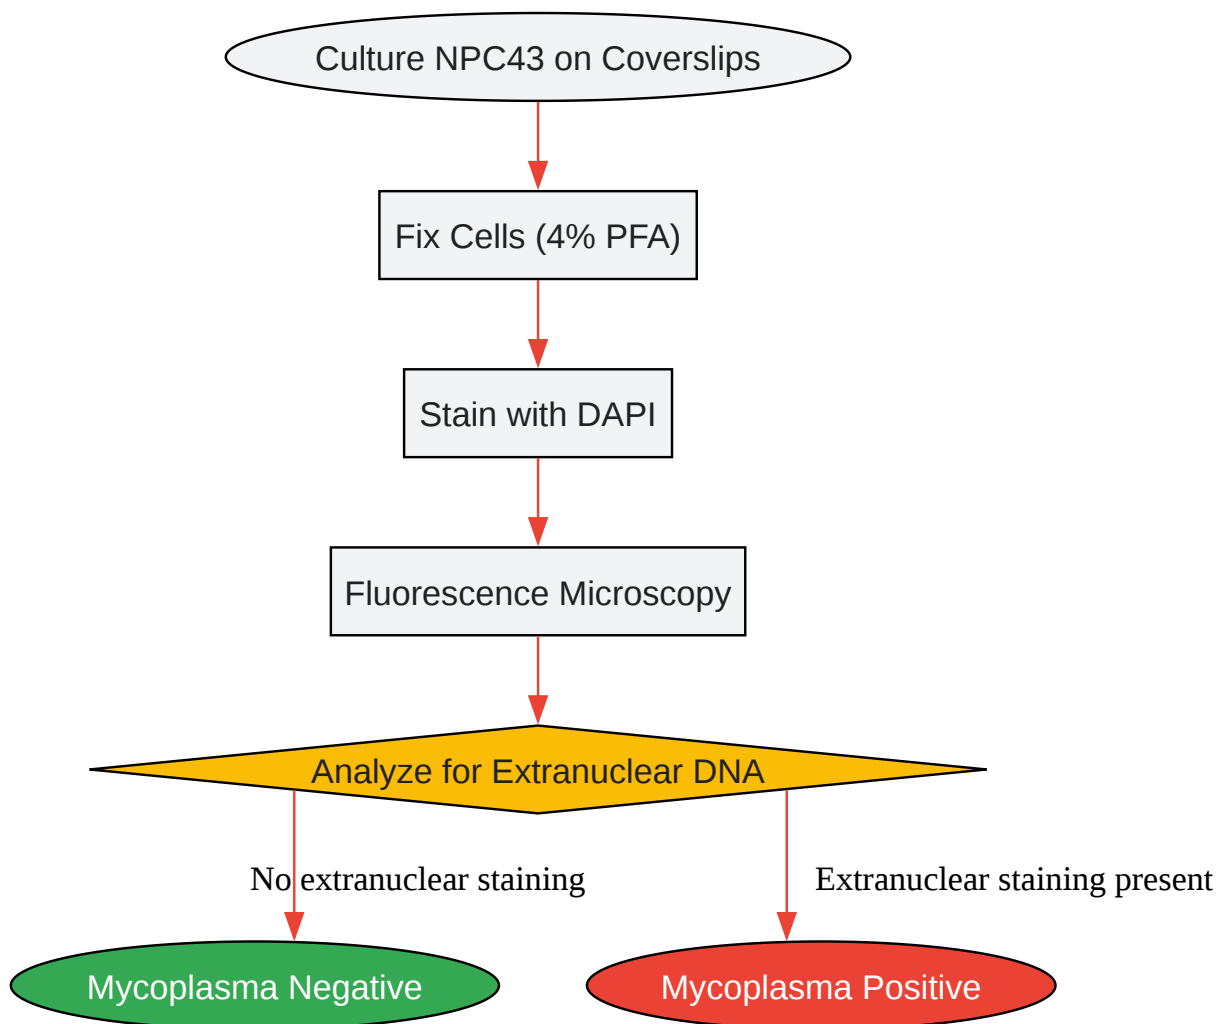 Culture NPC43 on Coverslips
Fix Cells (4% PFA)
Stain with DAPI
Fluorescence Microscopy
Analyze for Extranuclear DNA
No extranuclear staining
Extranuclear staining present
Mycoplasma Negative
Mycoplasma Positive